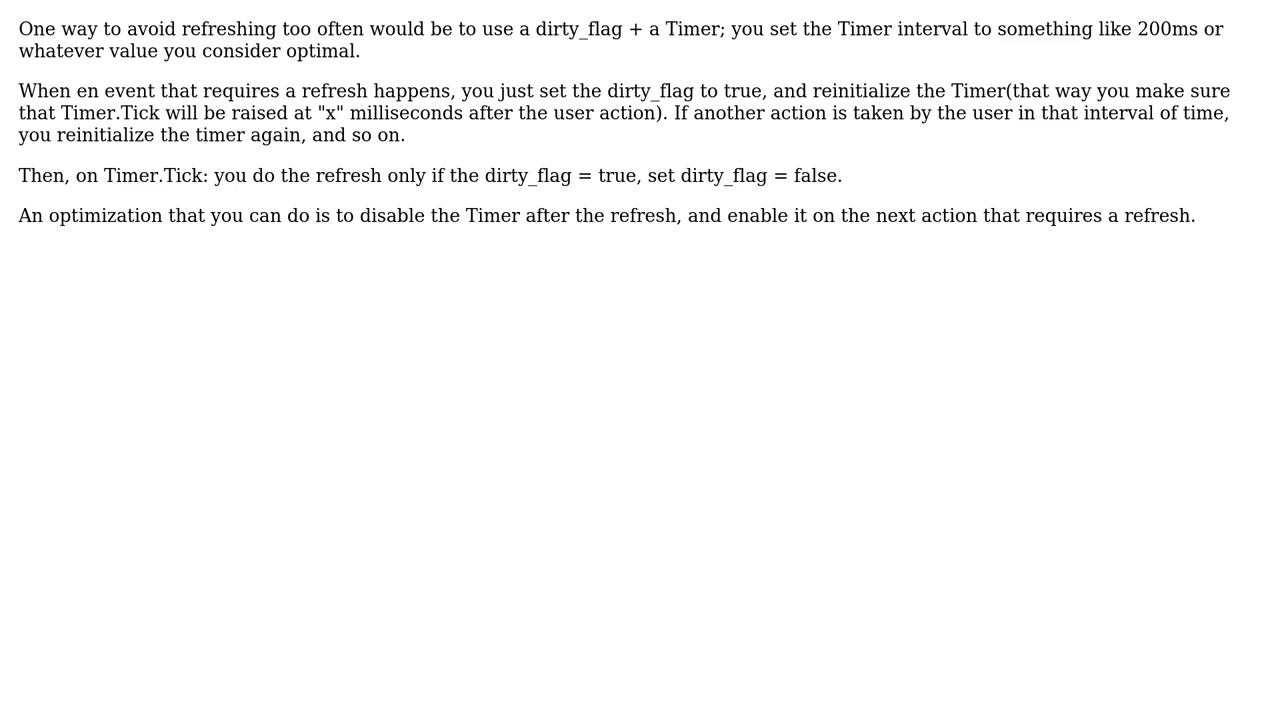 One way to avoid refreshing too often would be to use a dirty_flag + a Timer; you set the Timer interval to something like 200ms or
whatever value you consider optimal.
When en event that requires a refresh happens, you just set the dirty_flag to true, and reinitialize the Timer(that way you make sure
that Timer.Tick will be raised at "x" milliseconds after the user action). If another action is taken by the user in that interval of time,
you reinitialize the timer again, and so on.
Then, on Timer.Tick: you do the refresh only if the dirty_flag = true, set dirty_flag = false.
An optimization that you can do is to disable the Timer after the refresh, and enable it on the next action that requires a refresh.